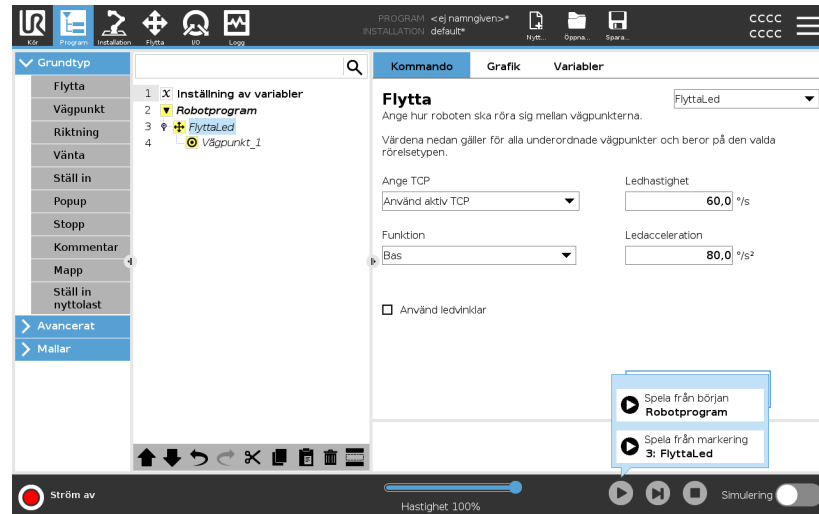 UR
Kör
Program
Installation
Flytta
I/O
Logg
PROGRAM <ej namngiven>*
INSTALLATION default*
Nytt...
Öppna...
Spara...
cccc
cccc
Grundtyp
Flytta
Vägpunkt
Riktning
Vänta
Ställ in
Popup
Stopp
Kommentar
Mapp
Ställ in
nyttolast
Avancerat
Mallar
1 X Inställning av variabler
2 Robotprogram
3 FlyttaLed
4 Vägpunkt_1
Kommando Grafik Variabler
Flytta
FlyttaLed
Ange hur roboten ska röra sig mellan vägpunkterna.
Värdena nedan gäller för alla underordnade vägpunkter och beror på den valda
rörelsetypen.
Ange TCP
Använd aktiv TCP
Ledhastighet
60,0 °/s
Funktion
Bas
Ledacceleration
80,0 °/s²
Använd ledvinklar
Spela från början
Robotprogram
Spela från markering
3: FlyttaLed
Ström av
Hastighet 100%
Simulering